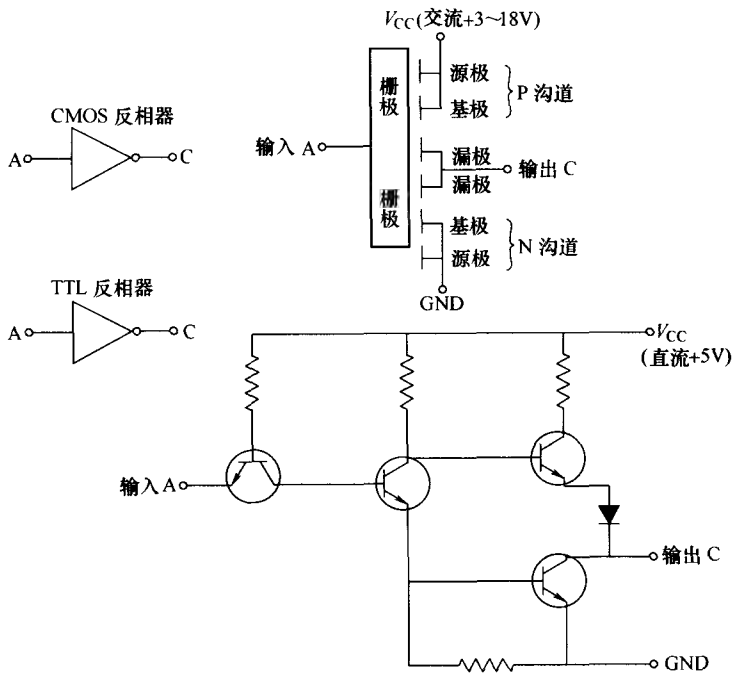 V_CC(交流+3~18V)
CMOS 反相器
A
C
栅极
源极
基极
P 沟道
输入 A
漏极
漏极
输出 C
栅极
基极
源极
N 沟道
GND
TTL 反相器
A
C
V_CC
(直流+5V)
输入 A
输出 C
GND